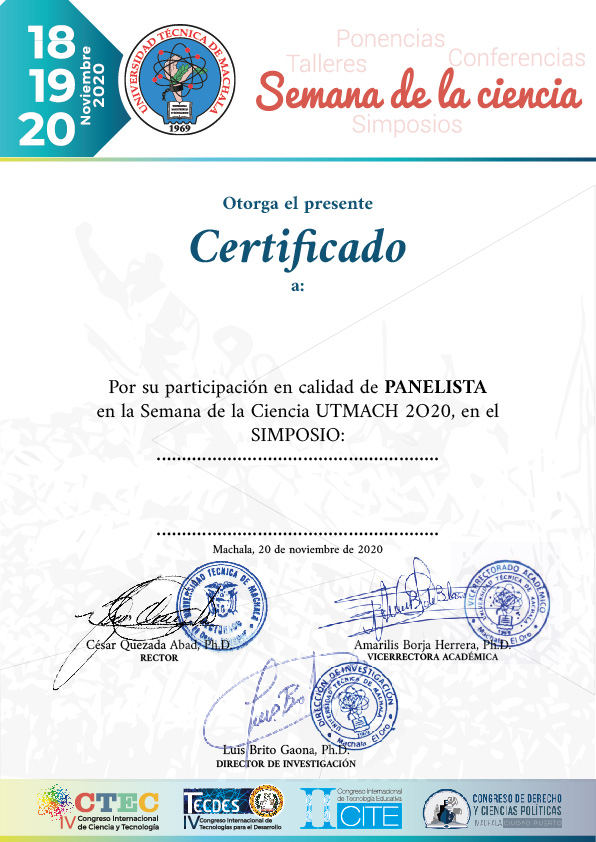 18
19
20
Noviembre
2020
UNIVERSIDAD TÉCNICA DE MACHALA
1969
Ponencias
Talleres
Conferencias
Semana de la ciencia
Simposios
Otorga el presente
Certificado
a:
Por su participación en calidad de PANELISTA
en la Semana de la Ciencia UTMACH 2O20, en el
SIMPOSIO:
........................................................
........................................................
Machala, 20 de noviembre de 2020
UNIVERSIDAD TECNICA DE MACHALA
VICERRECTORADO ACADÉMICO
UNIVERSIDAD TÉCNICA DE MACHALA
1969
Machala El Oro
César Quezada Abad, Ph.D.
RECTOR
Amarilis Borja Herrera, Ph.D.
VICERRECTORA ACADÉMICA
DIRECCIÓN DE INVESTIGACIÓN
UNIVERSIDAD TÉCNICA DE MACHALA
1969
Machala El Oro
Luis Brito Gaona, Ph.D.
DIRECTOR DE INVESTIGACIÓN
CTEC
IV Congreso Internacional
de Ciencia y Tecnología
TECDES
IV Congreso Internacional de
Tecnologías para el Desarrollo
II CITE
Congreso Internacional
de Tecnología Educativa
CONGRESO DE DERECHO
Y CIENCIAS POLÍTICAS
MACHALA CIUDAD PUERTO